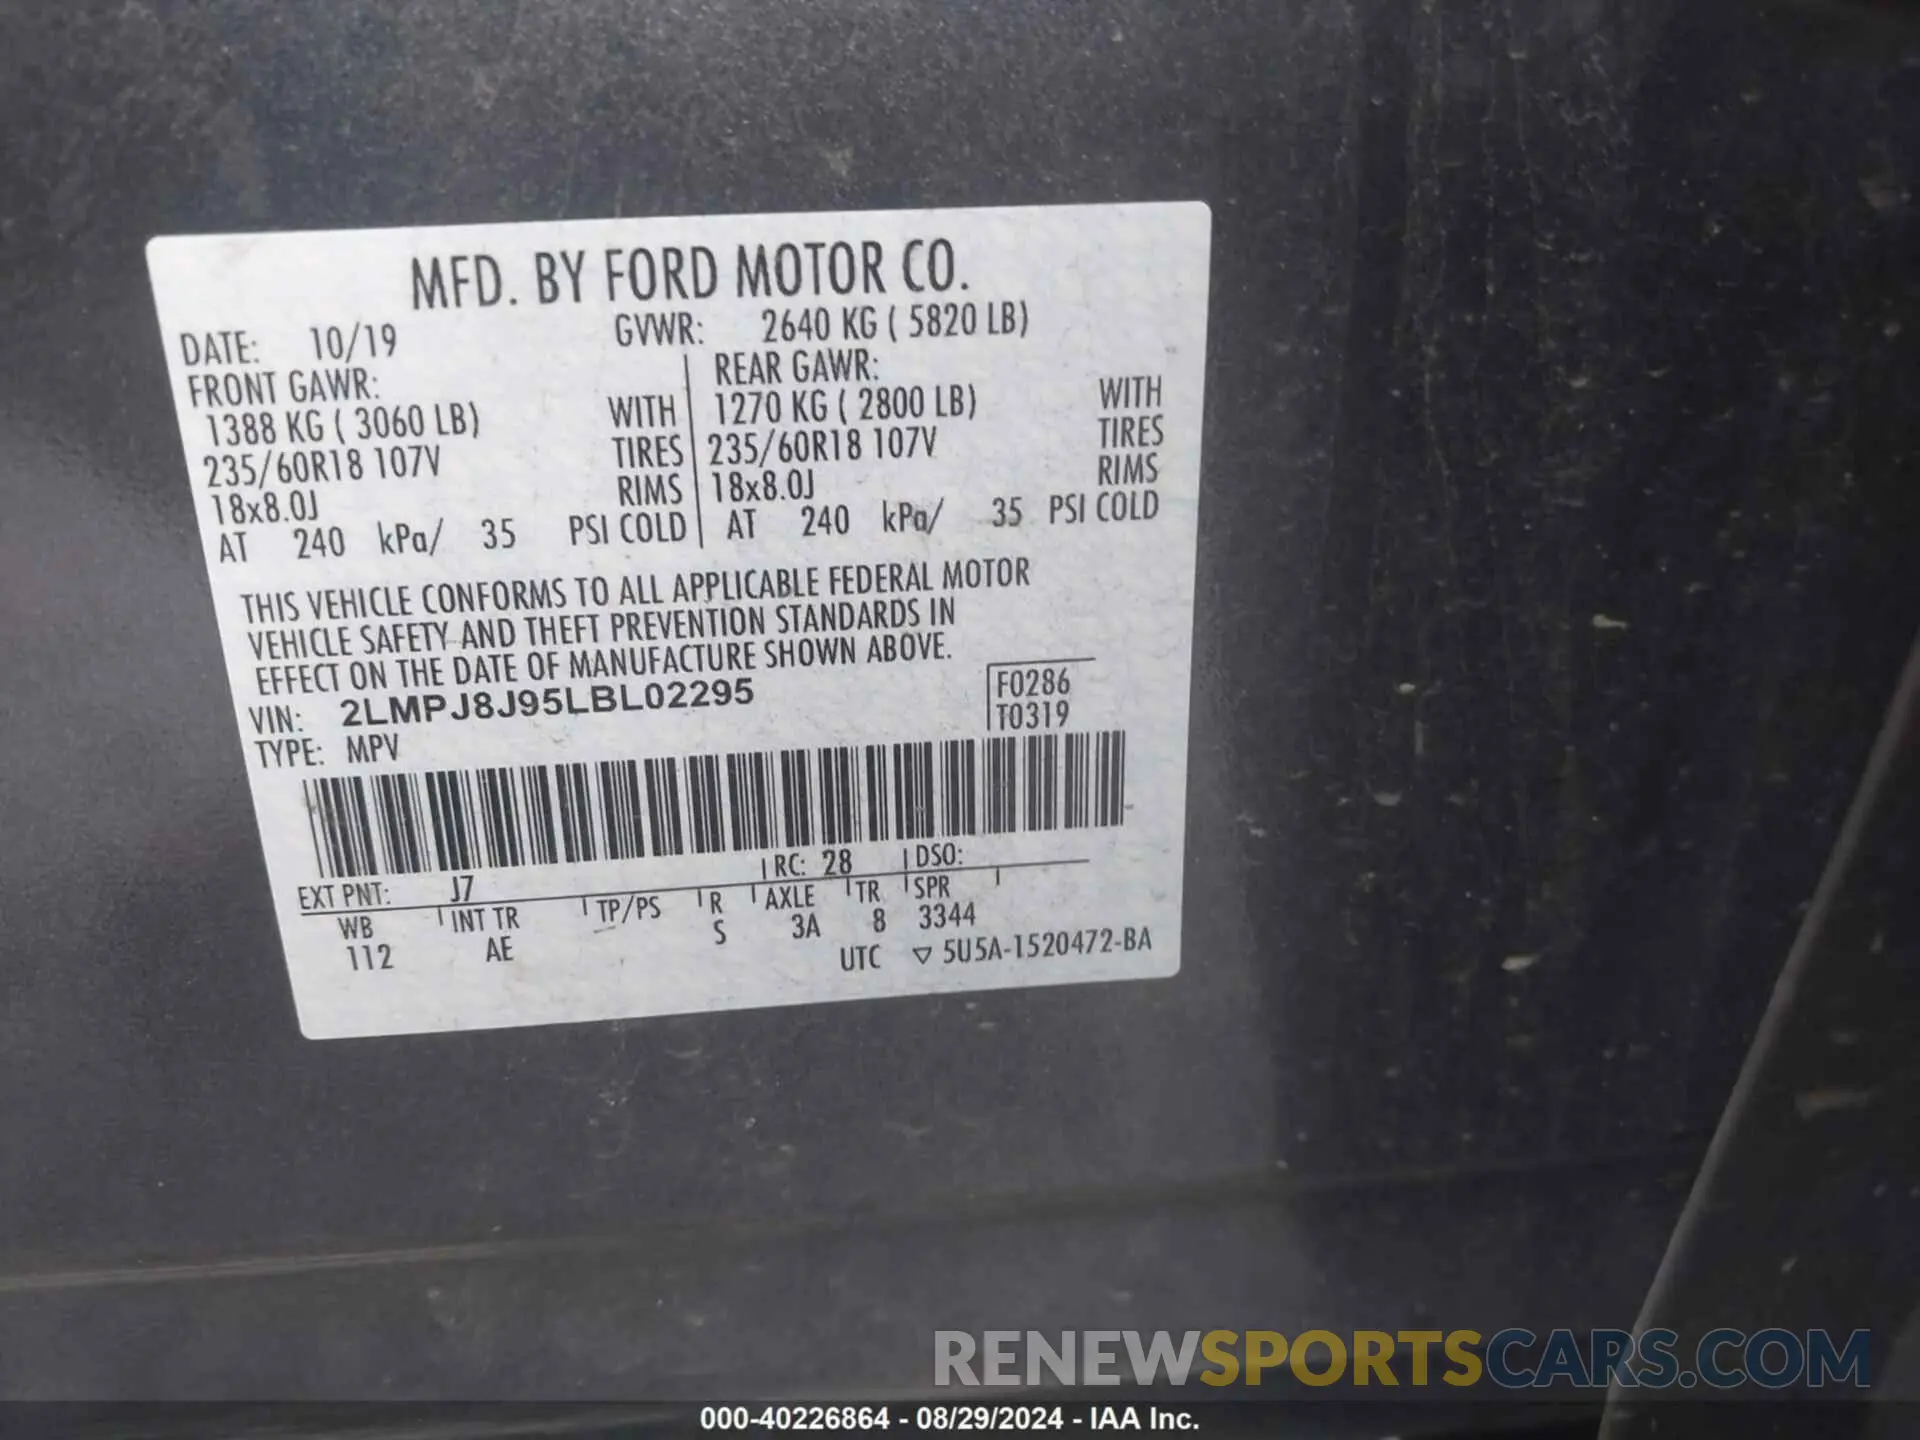 MFD. BY FORD MOTOR CO.
DATE: 10/19 GVWR: 2640 KG ( 5820 LB)
FRONT GAWR: REAR GAWR:
1388 KG ( 3060 LB) WITH 1270 KG ( 2800 LB) WITH
235/60R18 107V TIRES 235/60R18 107V TIRES
18x8.0J RIMS 18x8.0J RIMS
AT 240 kPa/ 35 PSI COLD AT 240 kPa/ 35 PSI COLD
THIS VEHICLE CONFORMS TO ALL APPLICABLE FEDERAL MOTOR
VEHICLE SAFETY AND THEFT PREVENTION STANDARDS IN
EFFECT ON THE DATE OF MANUFACTURE SHOWN ABOVE.
VIN: 2LMPJ8J95LBL02295 F0286
TYPE: MPV T0319
EXT PNT: J7 RC: 28 DSO:
WB INT TR TP/PS R AXLE TR SPR
112 AE S 3A 8 3344
UTC ▽ 5U5A-1520472-BA
RENEWSPORTSCARS.COM
000-40226864 - 08/29/2024 - IAA Inc.